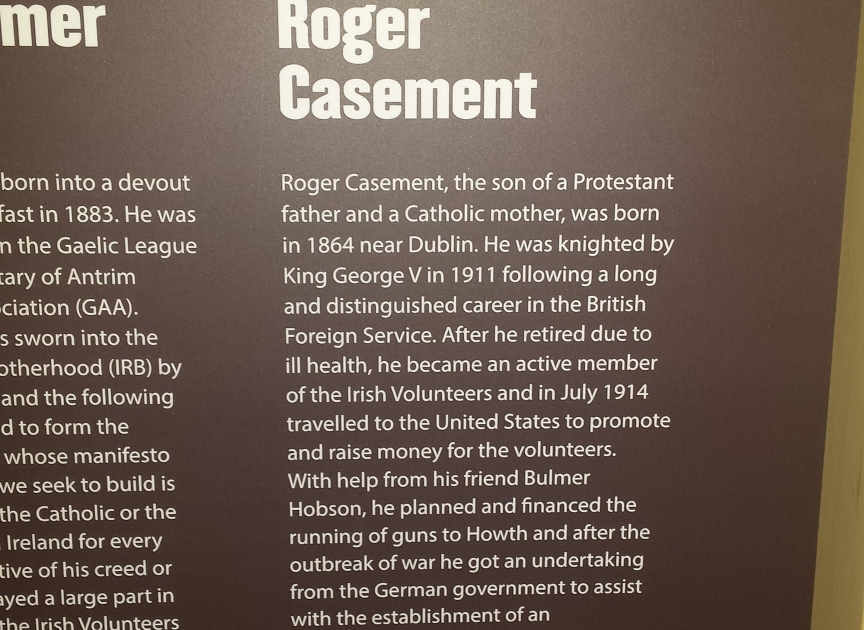 mer
born into a devout
fast in 1883. He was
n the Gaelic League
tary of Antrim
ciation (GAA).
s sworn into the
otherhood (IRB) by
and the following
d to form the
whose manifesto
we seek to build is
the Catholic or the
Ireland for every
tive of his creed or
ayed a large part in
the Irish Volunteers
Roger
Casement
Roger Casement, the son of a Protestant
father and a Catholic mother, was born
in 1864 near Dublin. He was knighted by
King George V in 1911 following a long
and distinguished career in the British
Foreign Service. After he retired due to
ill health, he became an active member
of the Irish Volunteers and in July 1914
travelled to the United States to promote
and raise money for the volunteers.
With help from his friend Bulmer
Hobson, he planned and financed the
running of guns to Howth and after the
outbreak of war he got an undertaking
from the German government to assist
with the establishment of an